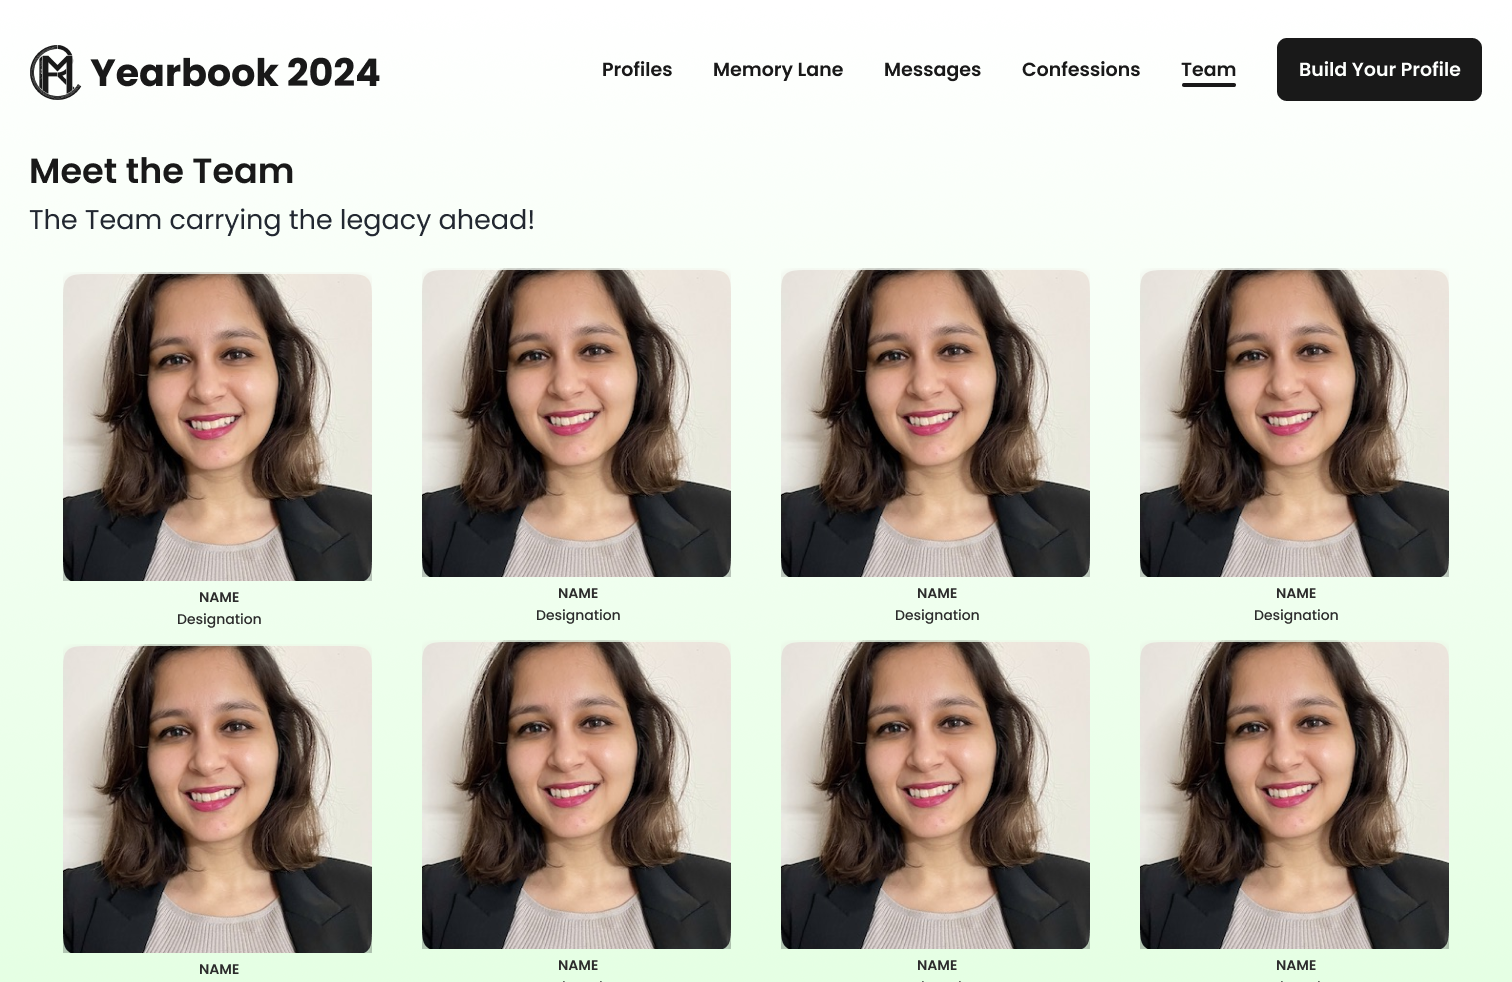 Yearbook 2024
Profiles Memory Lane Messages Confessions Team Build Your Profile
Meet the Team
The Team carrying the legacy ahead!
NAME NAME NAME NAME
Designation Designation Designation Designation
NAME NAME NAME NAME